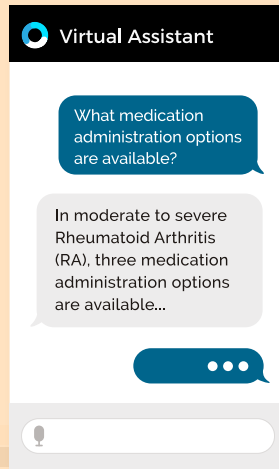 Virtual Assistant
What medication
administration options
are available?
In moderate to severe
Rheumatoid Arthritis
(RA), three medication
administration options
are available...